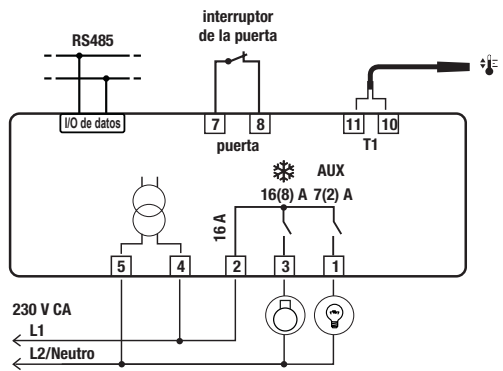 interruptor
de la puerta
RS485
I/O de datos
7 8
11 10
puerta
T1
AUX
16(8) A 7(2) A
16 A
5 4 2 3 1
230 V CA
L1
L2/Neutro